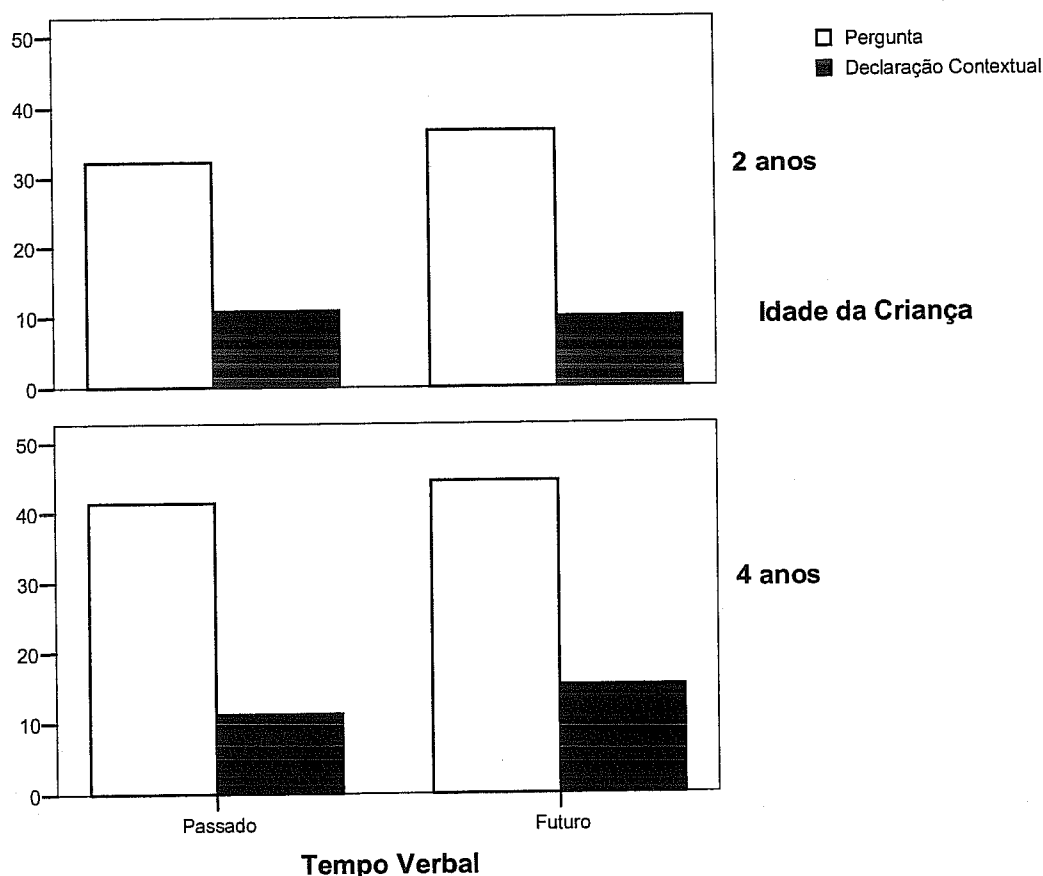 50
40
30
20
10
0
Pergunta
Declaração Contextual
2 anos
Idade da Criança
50
40
30
20
10
0
4 anos
Passado
Futuro
Tempo Verbal